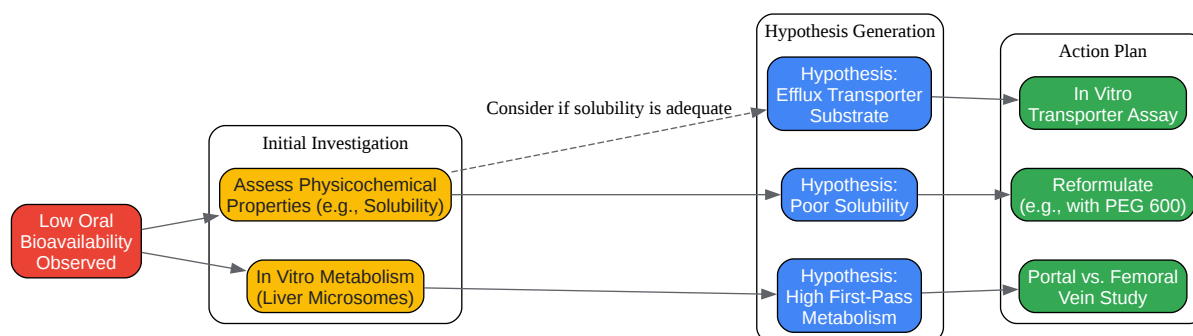 Low Oral
Bioavailability
Observed
Initial Investigation
Assess Physicochemical
Properties (e.g., Solubility)
In Vitro Metabolism
(Liver Microsomes)
Consider if solubility is adequate
Hypothesis Generation
Hypothesis:
Efflux Transporter
Substrate
Hypothesis:
Poor Solubility
Hypothesis:
High First-Pass
Metabolism
Action Plan
In Vitro
Transporter Assay
Reformulate
(e.g., with PEG 600)
Portal vs. Femoral
Vein Study